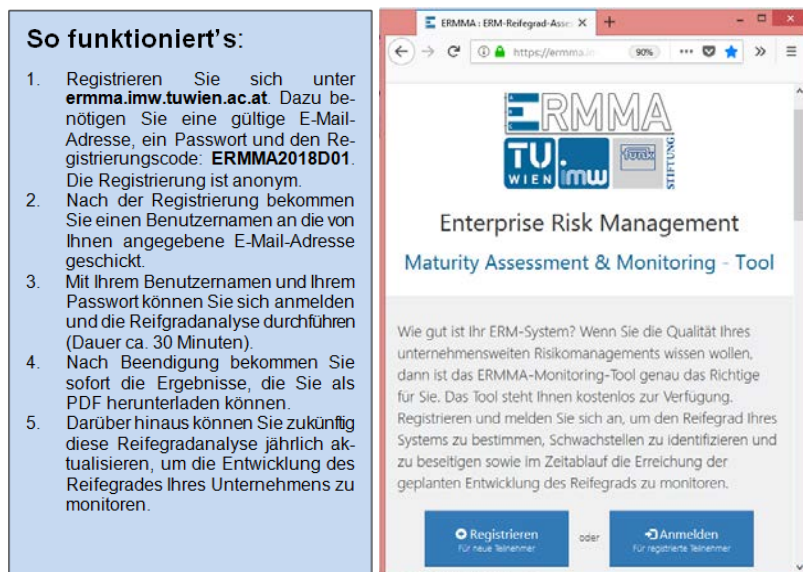 So funktioniert's:
1. Registrieren Sie sich unter
ermma.imw.tuwien.ac.at. Dazu be-
nötigen Sie eine gültige E-Mail-
Adresse, ein Passwort und den Re-
gistrierungscode: ERMMA2018D01.
Die Registrierung ist anonym.
2. Nach der Registrierung bekommen
Sie einen Benutzernamen an die von
Ihnen angegebene E-Mail-Adresse
geschickt.
3. Mit Ihrem Benutzernamen und Ihrem
Passwort können Sie sich anmelden
und die Reifgradanalyse durchführen
(Dauer ca. 30 Minuten).
4. Nach Beendigung bekommen Sie
sofort die Ergebnisse, die Sie als
PDF herunterladen können.
5. Darüber hinaus können Sie zukünftig
diese Reifegradanalyse jährlich ak-
tualisieren, um die Entwicklung des
Reifegrades Ihres Unternehmens zu
monitoren.
ERMMA : ERM-Reifegrad-Asse
https://ermma.i
90%
ERMMA
TU
WIEN
imw
funk
STIFTUNG
Enterprise Risk Management
Maturity Assessment & Monitoring - Tool
Wie gut ist Ihr ERM-System? Wenn Sie die Qualität Ihres
unternehmensweiten Risikomanagements wissen wollen,
dann ist das ERMMA-Monitoring-Tool genau das Richtige
für Sie. Das Tool steht Ihnen kostenlos zur Verfügung.
Registrieren und melden Sie sich an, um den Reifegrad Ihres
Systems zu bestimmen, Schwachstellen zu identifizieren und
zu beseitigen sowie im Zeitablauf die Erreichung der
geplanten Entwicklung des Reifegrads zu monitoren.
Registrieren
Für neue Teilnehmer
oder
Anmelden
Für registrierte Teilnehmer